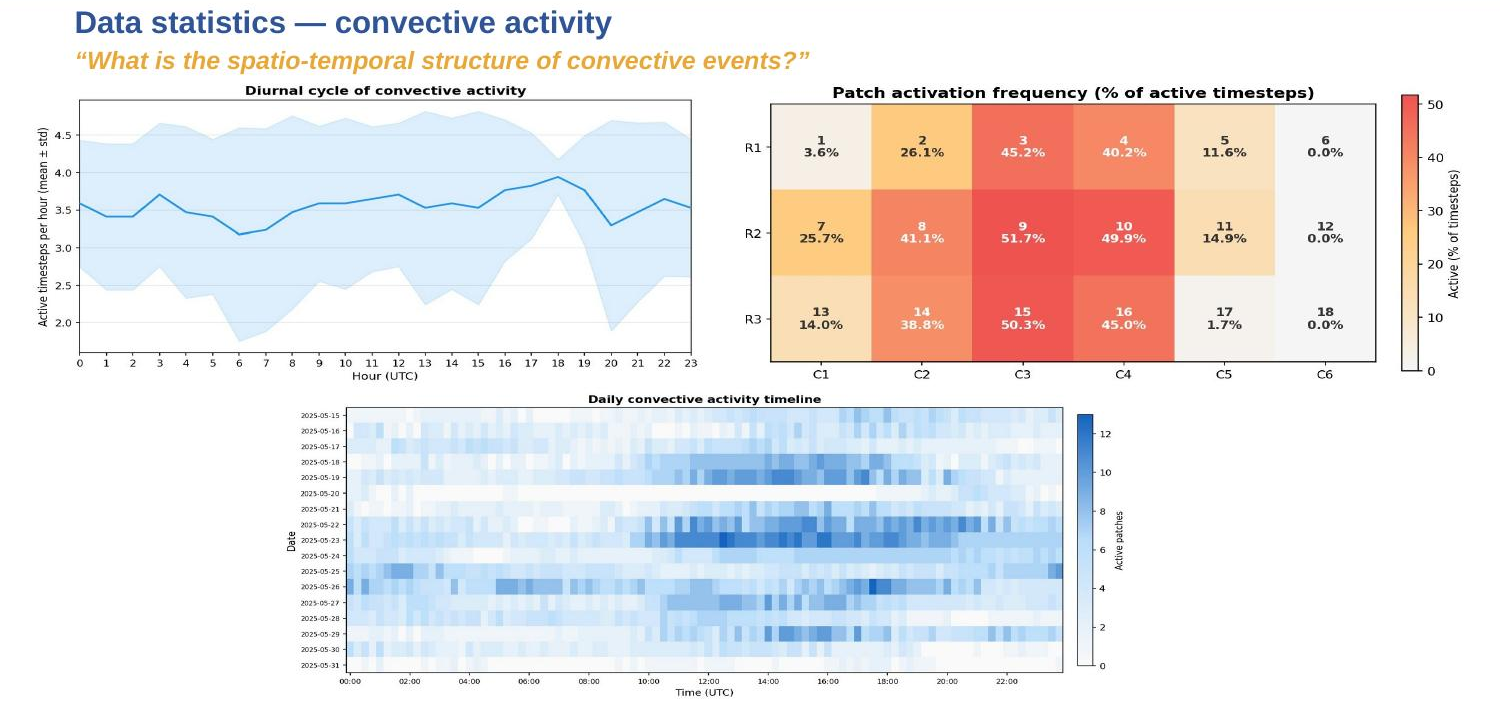 Data statistics — convective activity
“What is the spatio-temporal structure of convective events?”
Diurnal cycle of convective activity
Active timesteps per hour (mean ± std)
4.5
4.0
3.5
3.0
2.5
2.0
0 1 2 3 4 5 6 7 8 9 10 11 12 13 14 15 16 17 18 19 20 21 22 23
Hour (UTC)
Patch activation frequency (% of active timesteps)
R1
1 2 3 4 5 6
3.6% 26.1% 45.2% 40.2% 11.6% 0.0%
R2
7 8 9 10 11 12
25.7% 41.1% 51.7% 49.9% 14.9% 0.0%
R3
13 14 15 16 17 18
14.0% 38.8% 50.3% 45.0% 1.7% 0.0%
C1 C2 C3 C4 C5 C6
50
40
30
20
10
0
Active (% of timesteps)
Daily convective activity timeline
Date
2025-05-15
2025-05-16
2025-05-17
2025-05-18
2025-05-19
2025-05-20
2025-05-21
2025-05-22
2025-05-23
2025-05-24
2025-05-25
2025-05-26
2025-05-27
2025-05-28
2025-05-29
2025-05-30
2025-05-31
00:00 02:00 04:00 06:00 08:00 10:00 12:00 14:00 16:00 18:00 20:00 22:00
Time (UTC)
12
10
8
6
4
2
0
Active patches